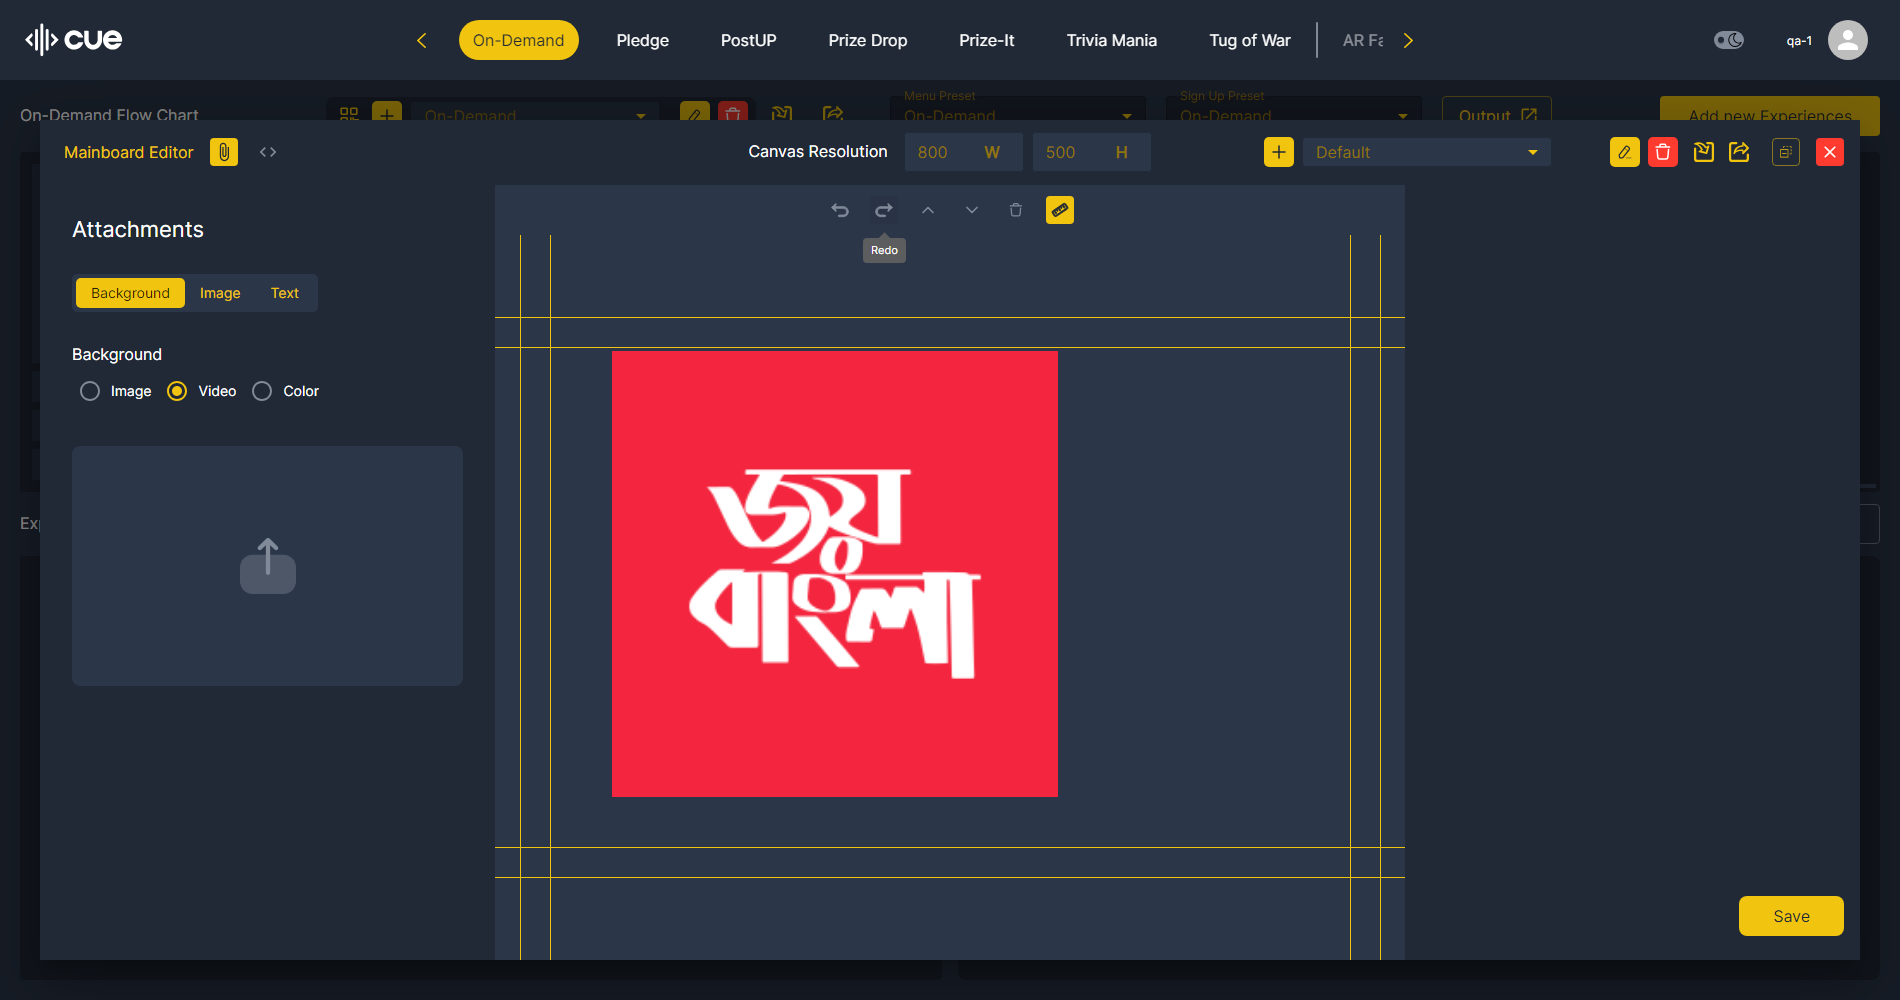 cue
On-Demand
Pledge
PostUP
Prize Drop
Prize-It
Trivia Mania
Tug of War
AR Fa
qa-1
On-Demand Flow Chart
On-Demand
Menu Preset
On-Demand
Sign Up Preset
On-Demand
Output
Add new Experiences
Mainboard Editor
Canvas Resolution
800 W
500 H
Default
Attachments
Redo
Background
Image
Text
Background
Image
Video
Color
জয়
বাংলা
Exp
Save